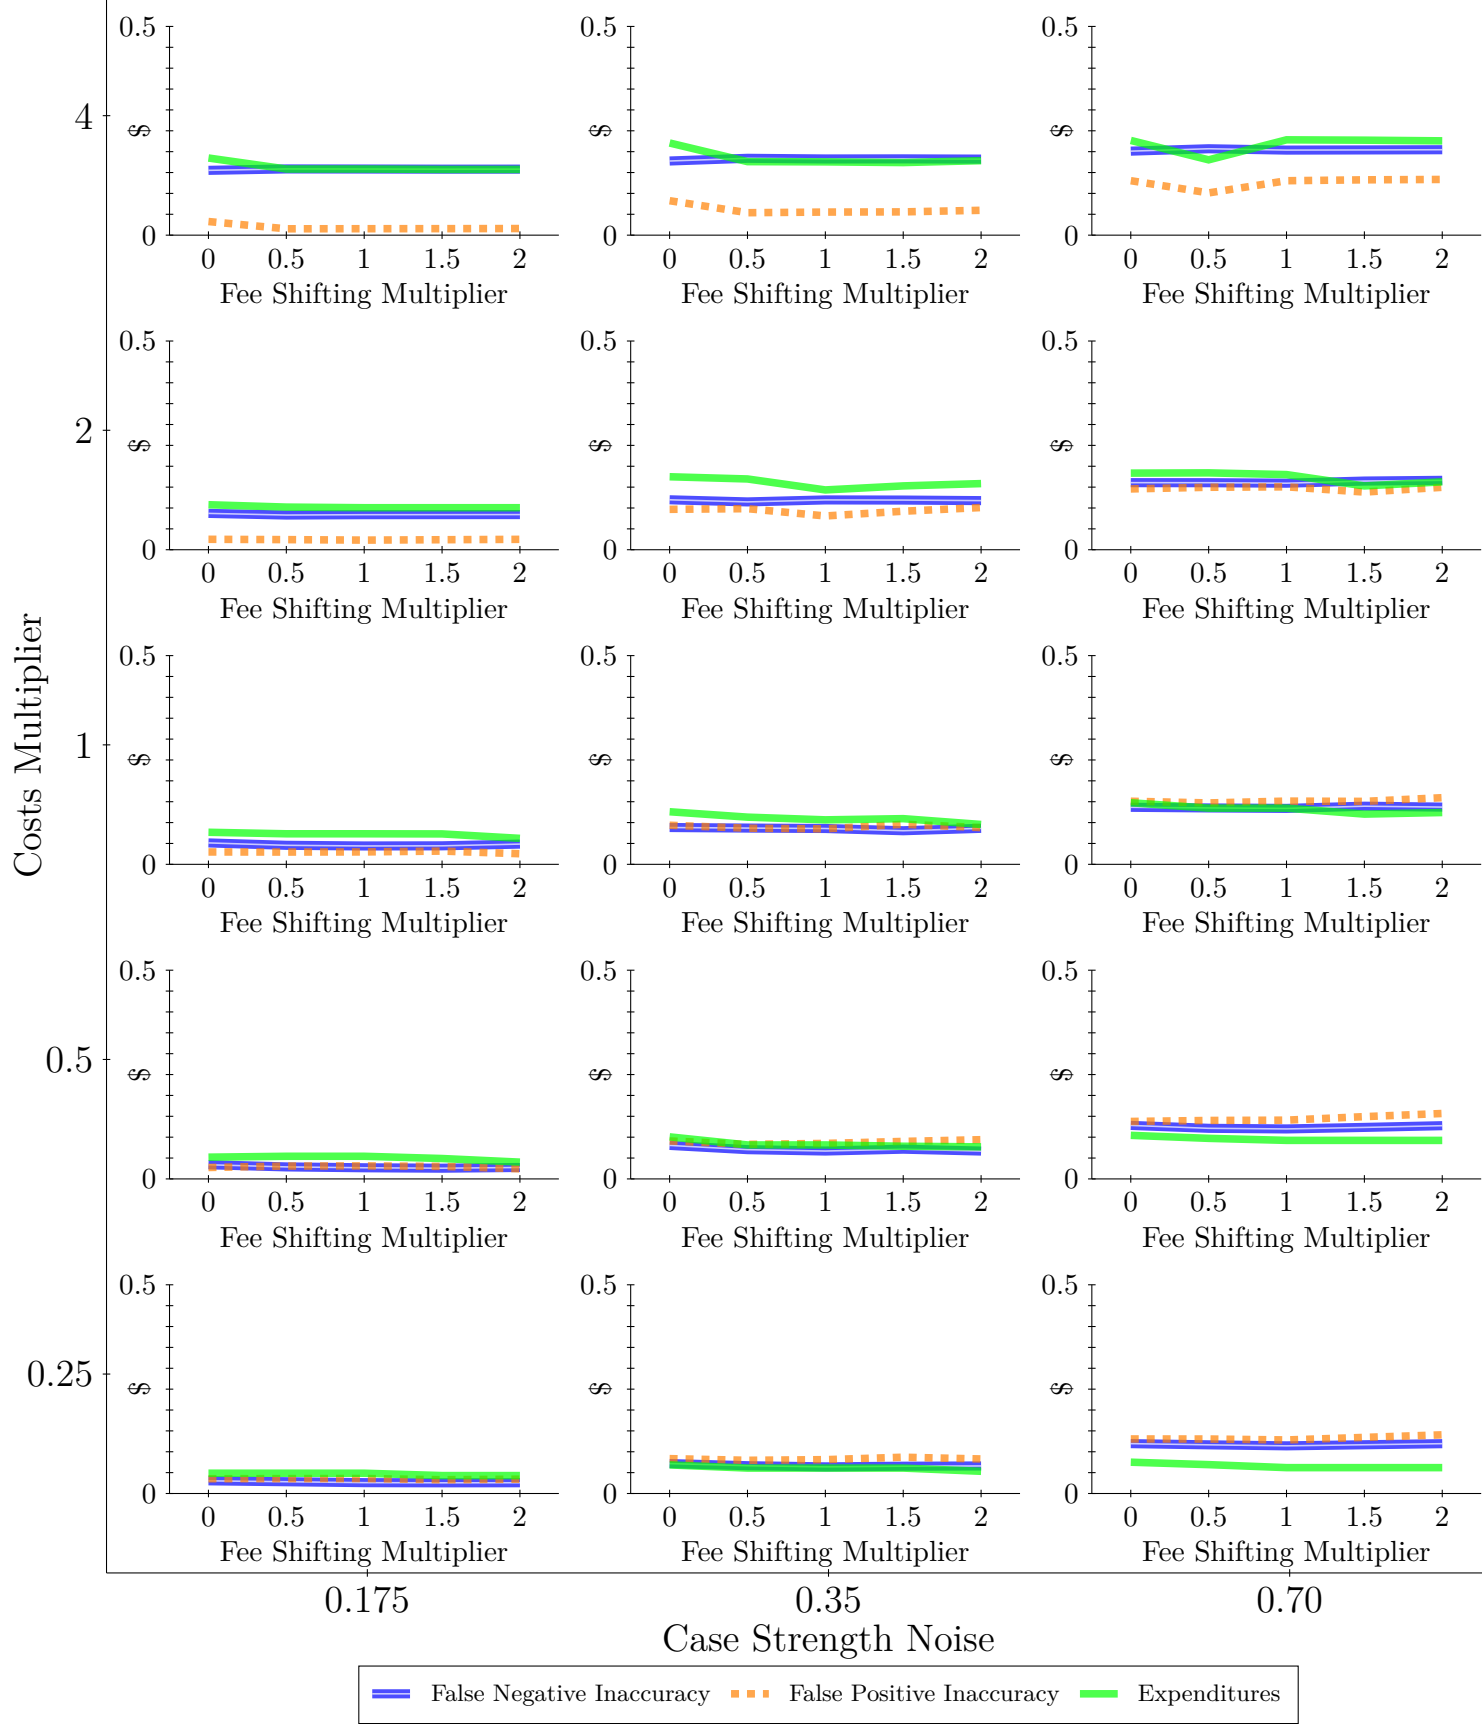 Costs Multiplier
4
2
1
0.5
0.25
0.5
$
0
0 0.5 1 1.5 2
Fee Shifting Multiplier
0.5
$
0
0 0.5 1 1.5 2
Fee Shifting Multiplier
0.5
$
0
0 0.5 1 1.5 2
Fee Shifting Multiplier
0.5
$
0
0 0.5 1 1.5 2
Fee Shifting Multiplier
0.5
$
0
0 0.5 1 1.5 2
Fee Shifting Multiplier
0.5
$
0
0 0.5 1 1.5 2
Fee Shifting Multiplier
0.5
$
0
0 0.5 1 1.5 2
Fee Shifting Multiplier
0.5
$
0
0 0.5 1 1.5 2
Fee Shifting Multiplier
0.5
$
0
0 0.5 1 1.5 2
Fee Shifting Multiplier
0.5
$
0
0 0.5 1 1.5 2
Fee Shifting Multiplier
0.5
$
0
0 0.5 1 1.5 2
Fee Shifting Multiplier
0.5
$
0
0 0.5 1 1.5 2
Fee Shifting Multiplier
0.5
$
0
0 0.5 1 1.5 2
Fee Shifting Multiplier
0.5
$
0
0 0.5 1 1.5 2
Fee Shifting Multiplier
0.5
$
0
0 0.5 1 1.5 2
Fee Shifting Multiplier
0.175 0.35 0.70
Case Strength Noise
False Negative Inaccuracy False Positive Inaccuracy Expenditures